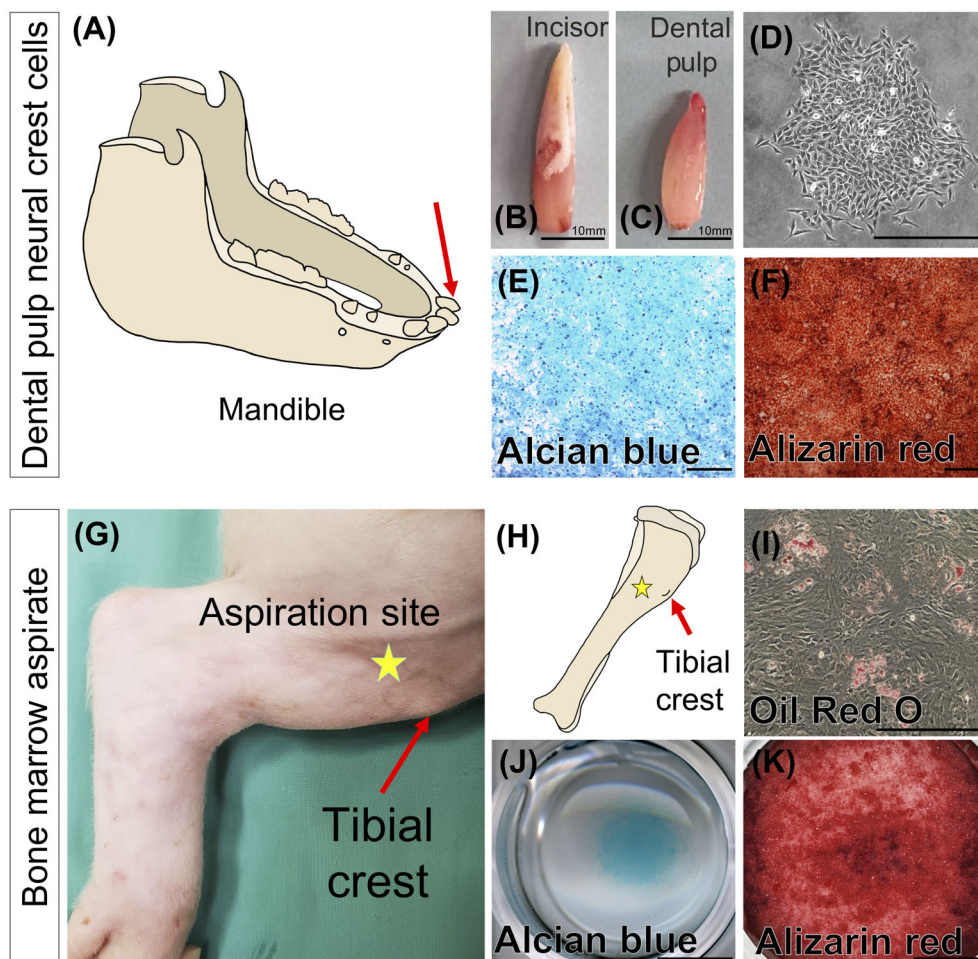 Dental pulp neural crest cells
(A)
Mandible
Incisor
(B)
10mm
Dental
pulp
(C)
10mm
(D)
(E)
Alcian blue
(F)
Alizarin red
Bone marrow aspirate
(G)
Aspiration site
Tibial
crest
(H)
Tibial
crest
(I)
Oil Red O
(J)
Alcian blue
(K)
Alizarin red